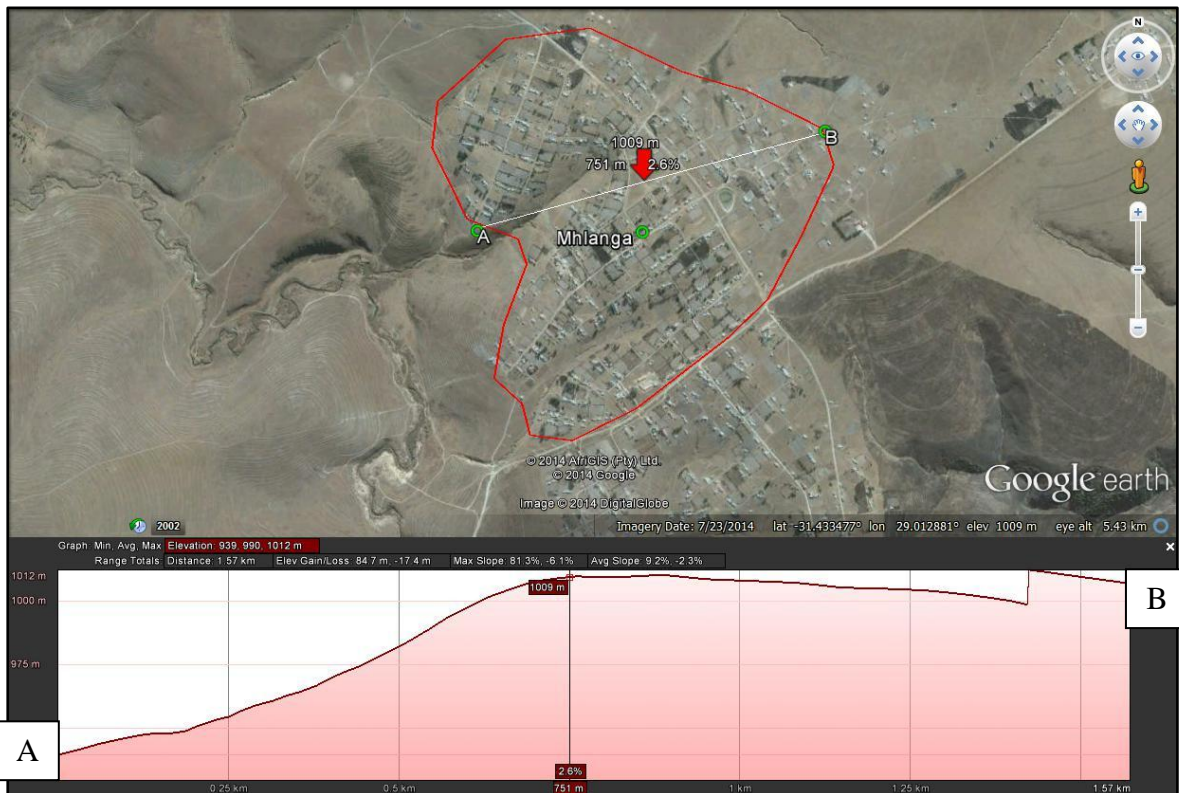 N
B
1009 m
751 m 2.6%
A
Mhlanga
© 2014 AfriGIS (Pty) Ltd.
© 2014 Google
Image © 2014 DigitalGlobe
Google earth
2002
Imagery Date: 7/23/2014 lat -31.433477° lon 29.012881° elev 1009 m eye alt 5.43 km
Graph: Min, Avg, Max Elevation: 939, 990, 1012 m
Range Totals: Distance: 1.57 km Elev Gain/Loss: 84.7 m, -17.4 m Max Slope: 81.3%, -6.1% Avg Slope: 9.2%, -2.3%
1012 m
1000 m
975 m
1009 m
B
A
2.6%
0.25 km 0.5 km 751 m 1 km 1.25 km 1.57 km